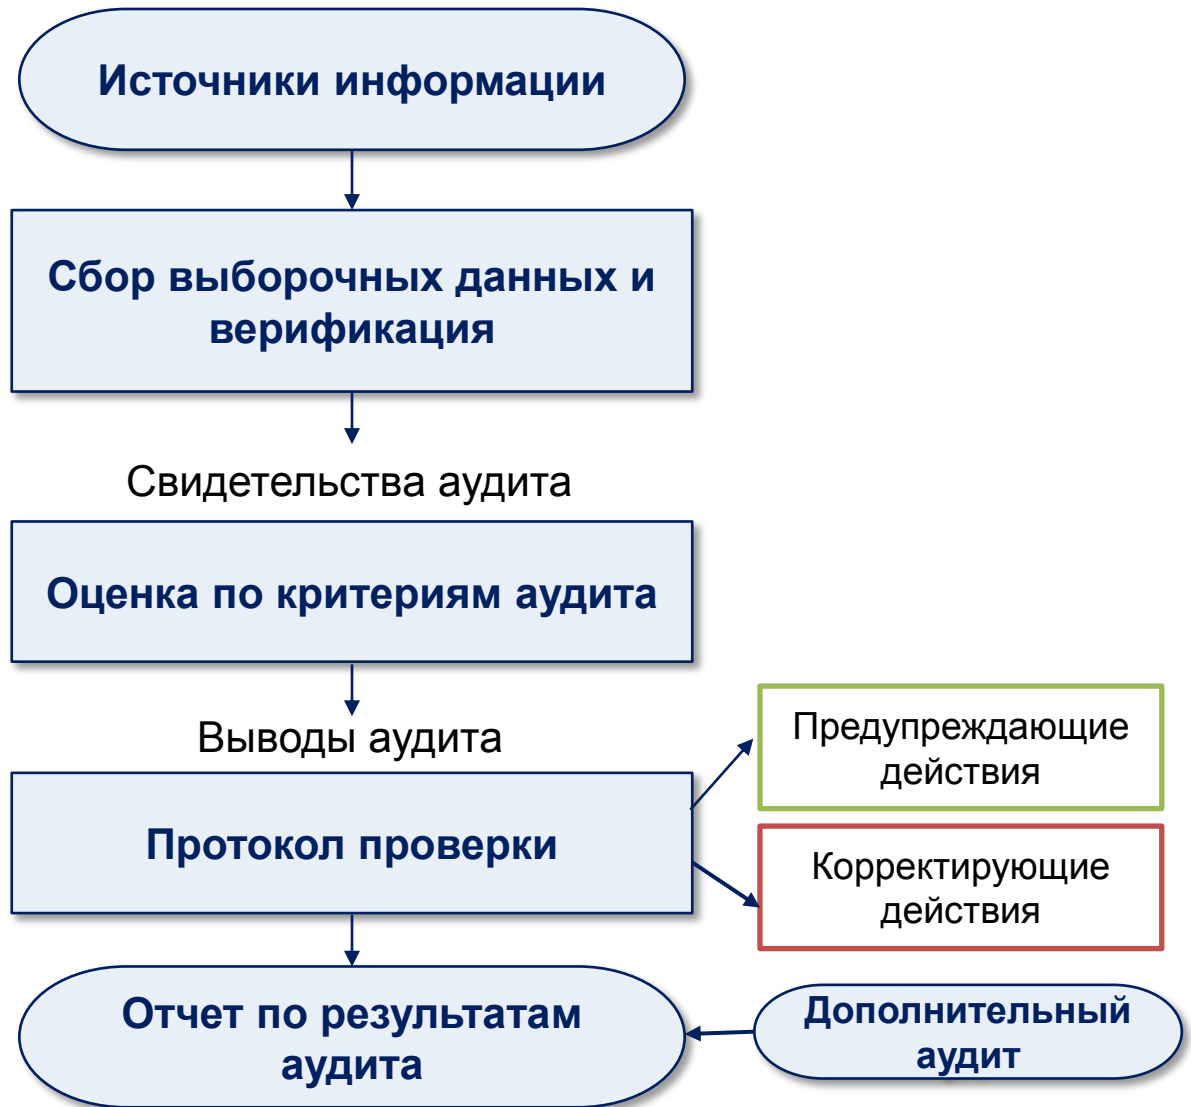 Источники информации
Сбор выборочных данных и
верификация
Свидетельства аудита
Оценка по критериям аудита
Выводы аудита
Предупреждающие
действия
Протокол проверки
Корректирующие
действия
Отчет по результатам
аудита
Дополнительный
аудит